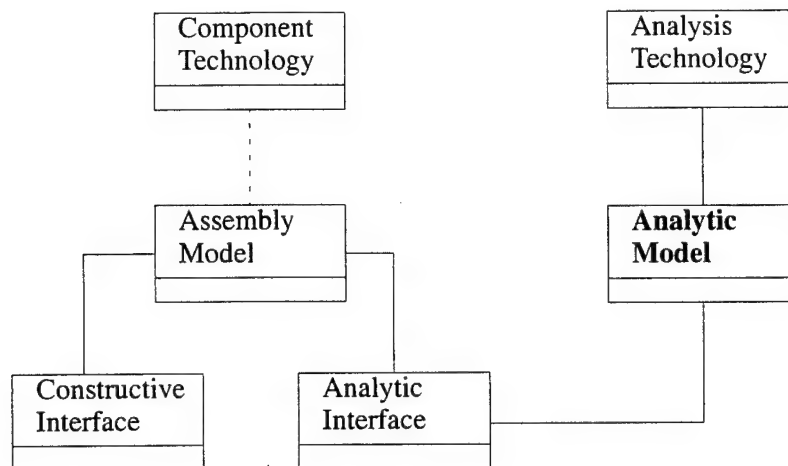 Component
Technology
Analysis
Technology
Assembly
Model
Analytic
Model
Constructive
Interface
Analytic
Interface